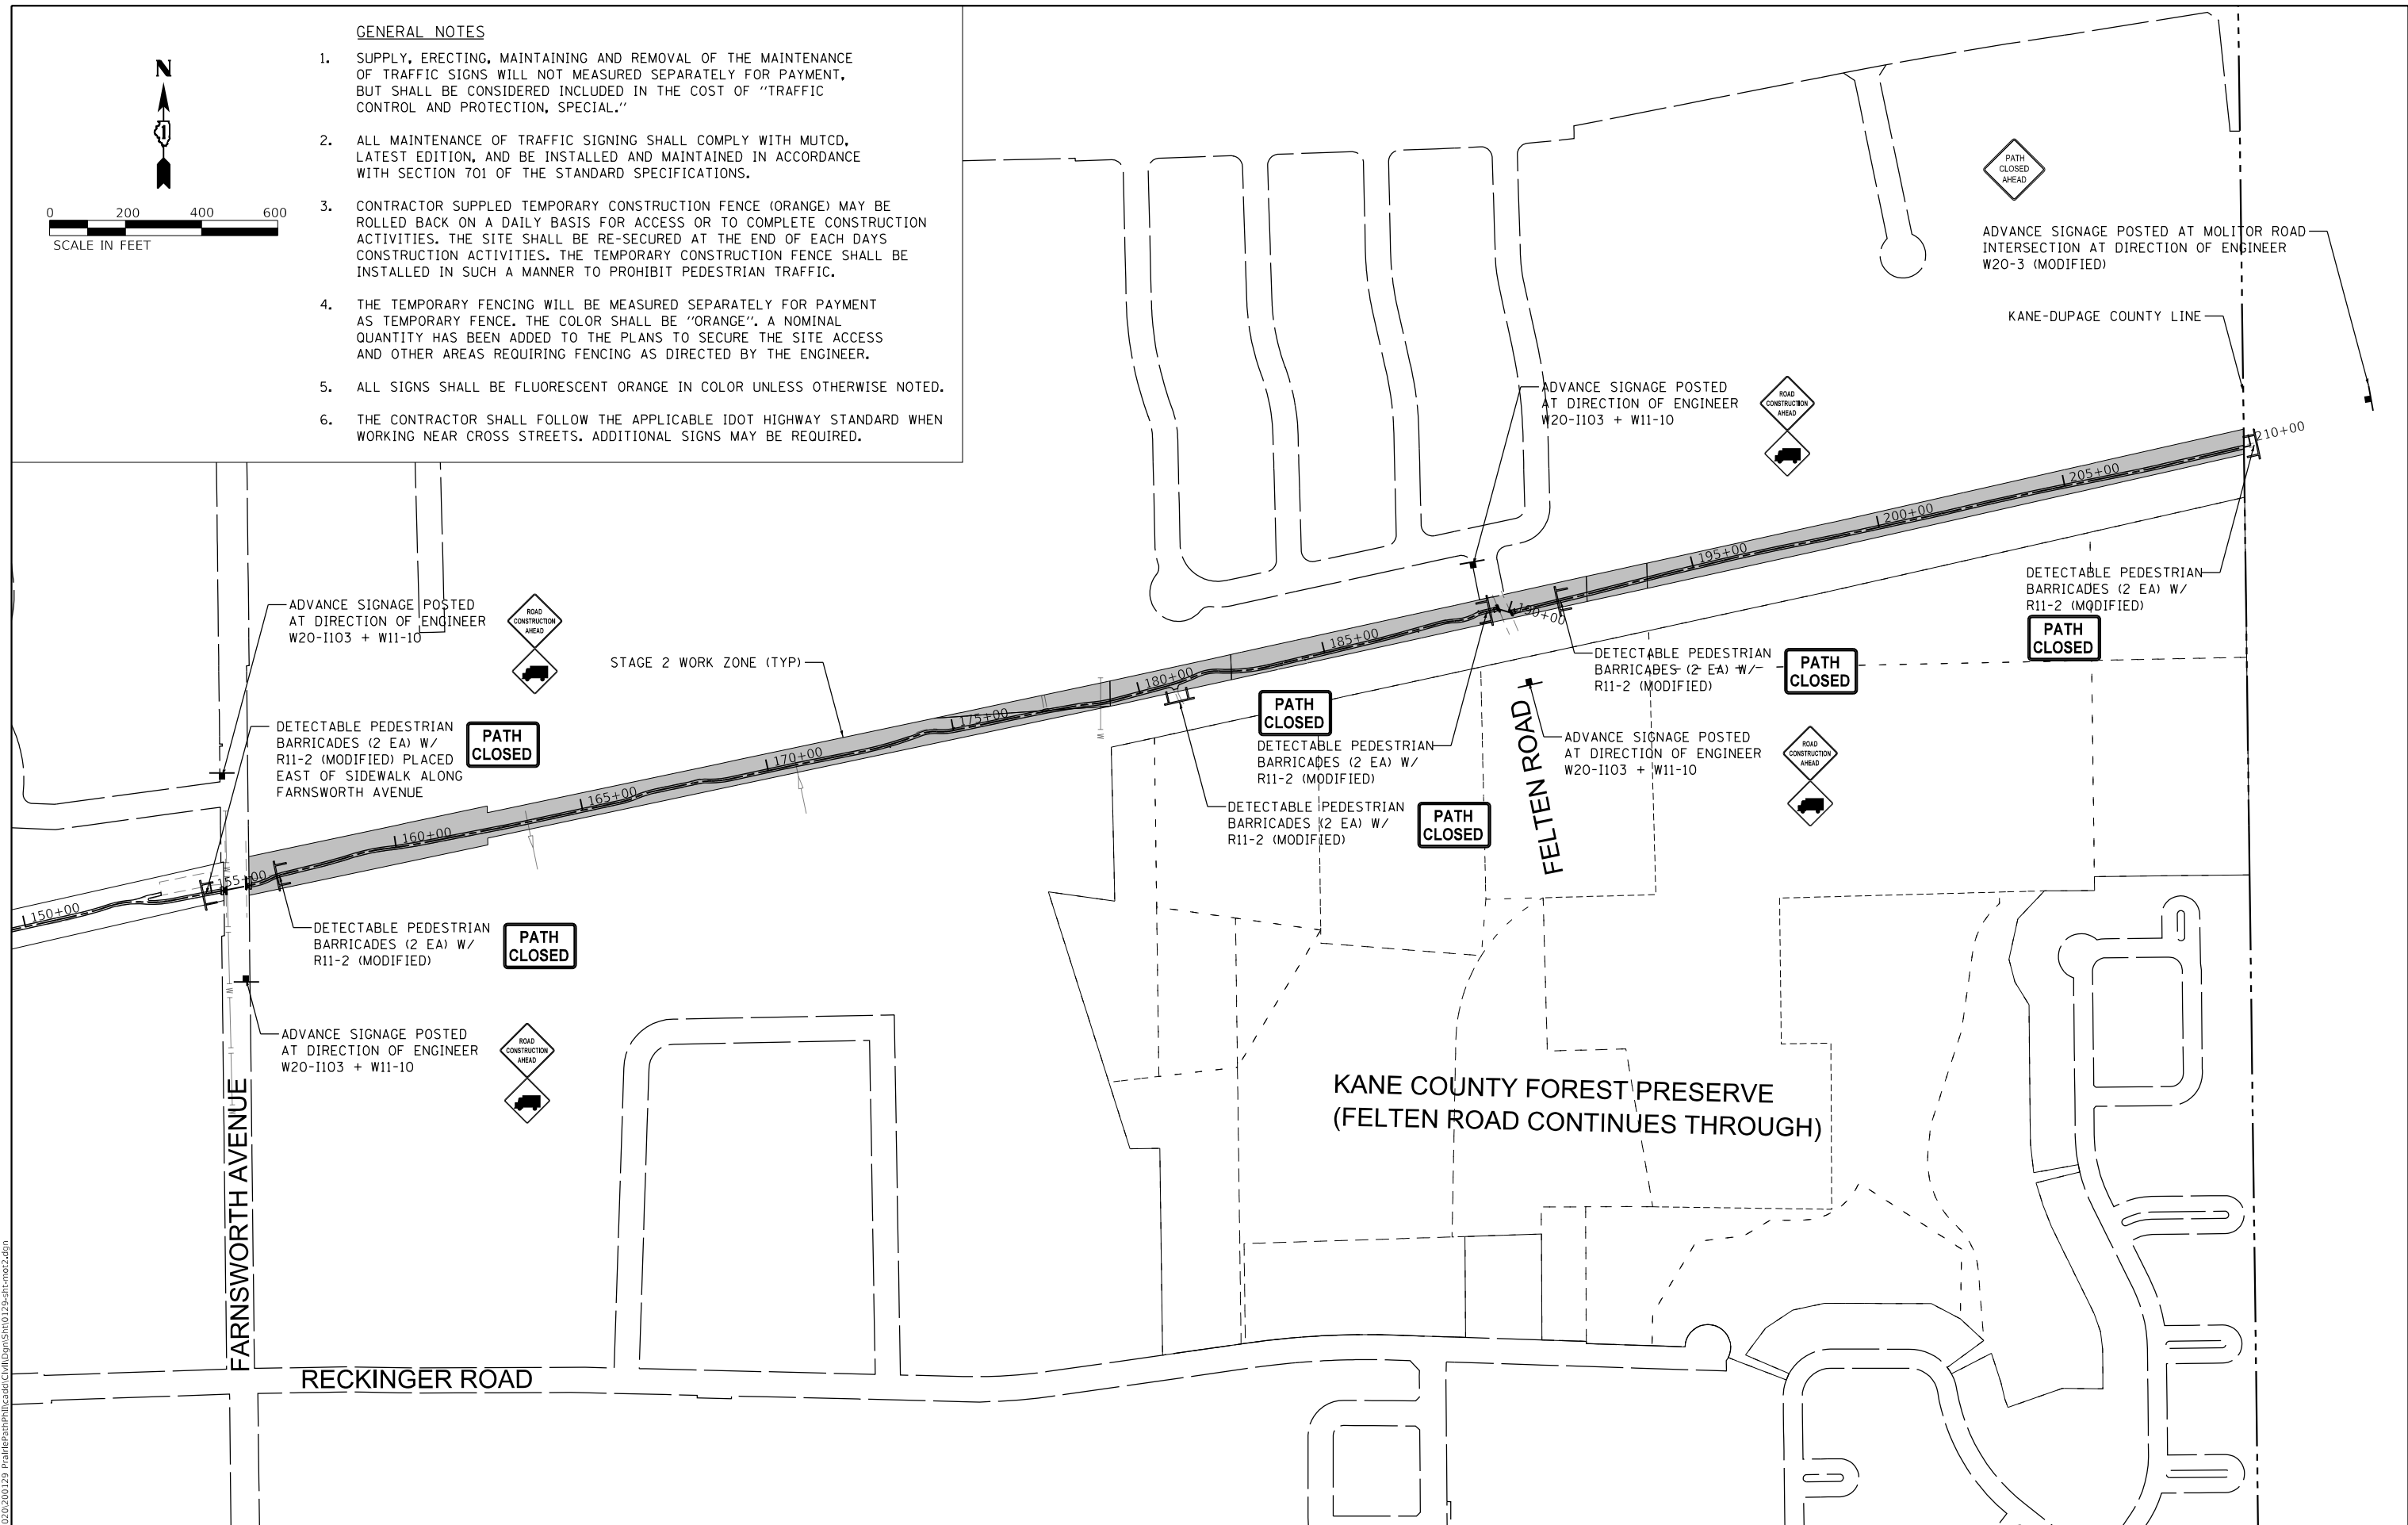 GENERAL NOTES
1. SUPPLY, ERECTING, MAINTAINING AND REMOVAL OF THE MAINTENANCE
OF TRAFFIC SIGNS WILL NOT MEASURED SEPARATELY FOR PAYMENT,
BUT SHALL BE CONSIDERED INCLUDED IN THE COST OF "TRAFFIC
CONTROL AND PROTECTION, SPECIAL."
2. ALL MAINTENANCE OF TRAFFIC SIGNING SHALL COMPLY WITH MUTCD,
LATEST EDITION, AND BE INSTALLED AND MAINTAINED IN ACCORDANCE
WITH SECTION 701 OF THE STANDARD SPECIFICATIONS.
3. CONTRACTOR SUPPLED TEMPORARY CONSTRUCTION FENCE (ORANGE) MAY BE
ROLLED BACK ON A DAILY BASIS FOR ACCESS OR TO COMPLETE CONSTRUCTION
ACTIVITIES. THE SITE SHALL BE RE-SECURED AT THE END OF EACH DAYS
CONSTRUCTION ACTIVITIES. THE TEMPORARY CONSTRUCTION FENCE SHALL BE
INSTALLED IN SUCH A MANNER TO PROHIBIT PEDESTRIAN TRAFFIC.
4. THE TEMPORARY FENCING WILL BE MEASURED SEPARATELY FOR PAYMENT
AS TEMPORARY FENCE. THE COLOR SHALL BE "ORANGE". A NOMINAL
QUANTITY HAS BEEN ADDED TO THE PLANS TO SECURE THE SITE ACCESS
AND OTHER AREAS REQUIRING FENCING AS DIRECTED BY THE ENGINEER.
5. ALL SIGNS SHALL BE FLUORESCENT ORANGE IN COLOR UNLESS OTHERWISE NOTED.
6. THE CONTRACTOR SHALL FOLLOW THE APPLICABLE IDOT HIGHWAY STANDARD WHEN
WORKING NEAR CROSS STREETS. ADDITIONAL SIGNS MAY BE REQUIRED.
N
1
0 200 400 600
SCALE IN FEET
PATH
CLOSED
AHEAD
ADVANCE SIGNAGE POSTED AT MOLITOR ROAD
INTERSECTION AT DIRECTION OF ENGINEER
W20-3 (MODIFIED)
KANE-DUPAGE COUNTY LINE
ADVANCE SIGNAGE POSTED
AT DIRECTION OF ENGINEER
W20-I103 + W11-10
ROAD
CONSTRUCTION
AHEAD
210+00
205+00
200+00
195+00
190+00
185+00
180+00
175+00
170+00
165+00
160+00
155+00
150+00
DETECTABLE PEDESTRIAN
BARRICADES (2 EA) W/
R11-2 (MODIFIED)
PATH
CLOSED
ADVANCE SIGNAGE POSTED
AT DIRECTION OF ENGINEER
W20-I103 + W11-10
ROAD
CONSTRUCTION
AHEAD
STAGE 2 WORK ZONE (TYP)
DETECTABLE PEDESTRIAN
BARRICADES (2 EA) W/
R11-2 (MODIFIED)
PATH
CLOSED
DETECTABLE PEDESTRIAN
BARRICADES (2 EA) W/
R11-2 (MODIFIED) PLACED
EAST OF SIDEWALK ALONG
FARNSWORTH AVENUE
PATH
CLOSED
PATH
CLOSED
DETECTABLE PEDESTRIAN
BARRICADES (2 EA) W/
R11-2 (MODIFIED)
FELTEN ROAD
ADVANCE SIGNAGE POSTED
AT DIRECTION OF ENGINEER
W20-I103 + W11-10
ROAD
CONSTRUCTION
AHEAD
DETECTABLE PEDESTRIAN
BARRICADES (2 EA) W/
R11-2 (MODIFIED)
PATH
CLOSED
DETECTABLE PEDESTRIAN
BARRICADES (2 EA) W/
R11-2 (MODIFIED)
PATH
CLOSED
W
W
W
W
ADVANCE SIGNAGE POSTED
AT DIRECTION OF ENGINEER
W20-I103 + W11-10
ROAD
CONSTRUCTION
AHEAD
KANE COUNTY FOREST PRESERVE
(FELTEN ROAD CONTINUES THROUGH)
FARNSWORTH AVENUE
RECKINGER ROAD